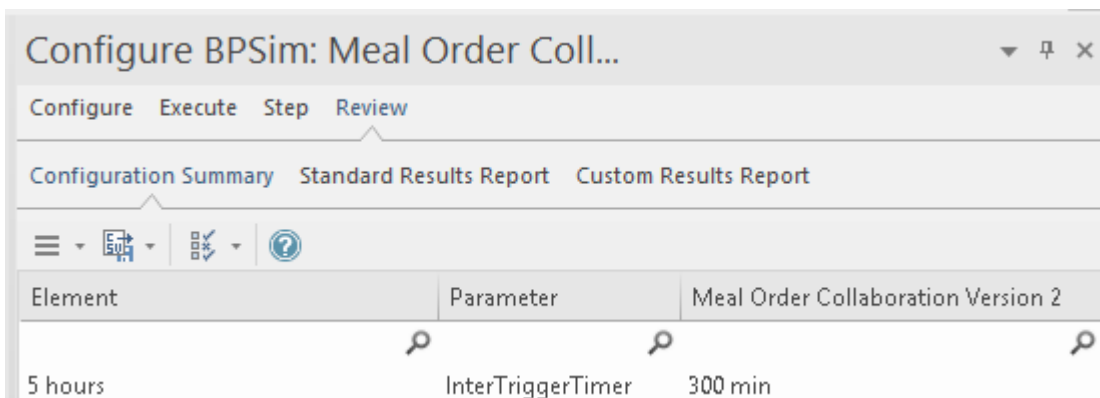 Configure BPSim: Meal Order Coll...
Configure Execute Step Review
Configuration Summary Standard Results Report Custom Results Report
Element Parameter Meal Order Collaboration Version 2
5 hours InterTriggerTimer 300 min